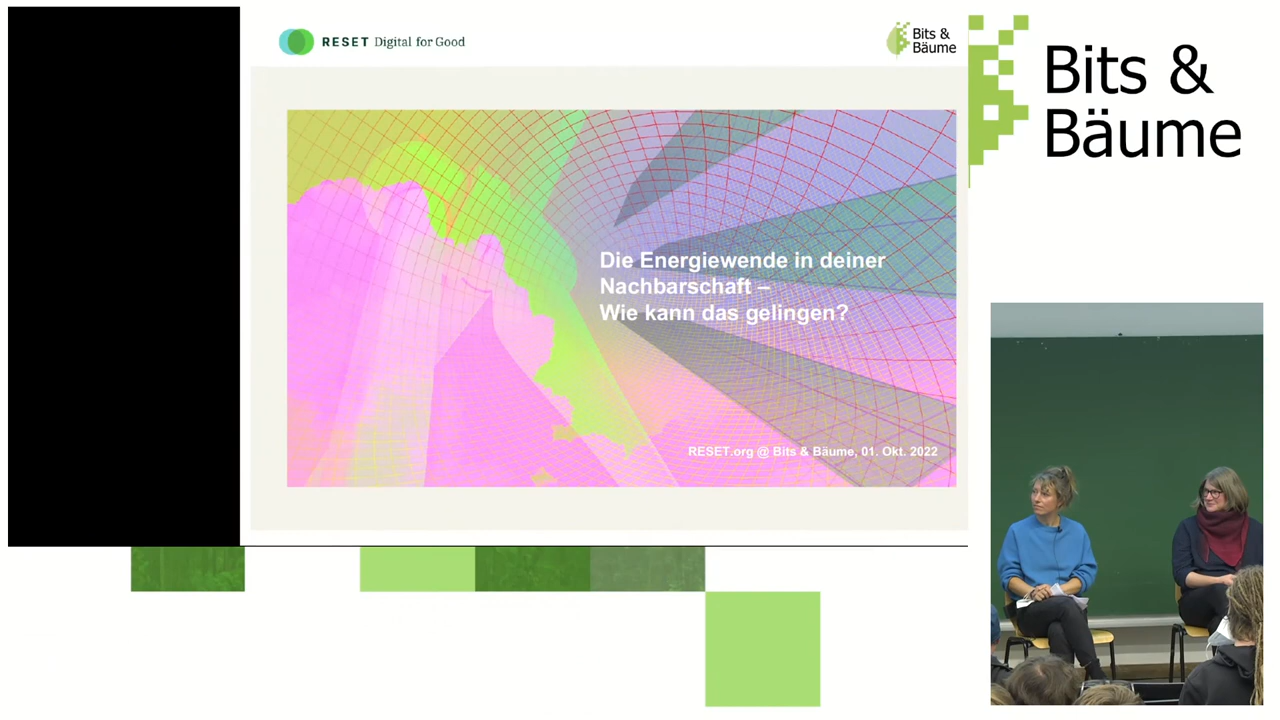 RESET Digital for Good
Bits &
Bäume
Bits &
Bäume
Die Energiewende in deiner
Nachbarschaft –
Wie kann das gelingen?
RESET.org @ Bits & Bäume, 01. Okt. 2022